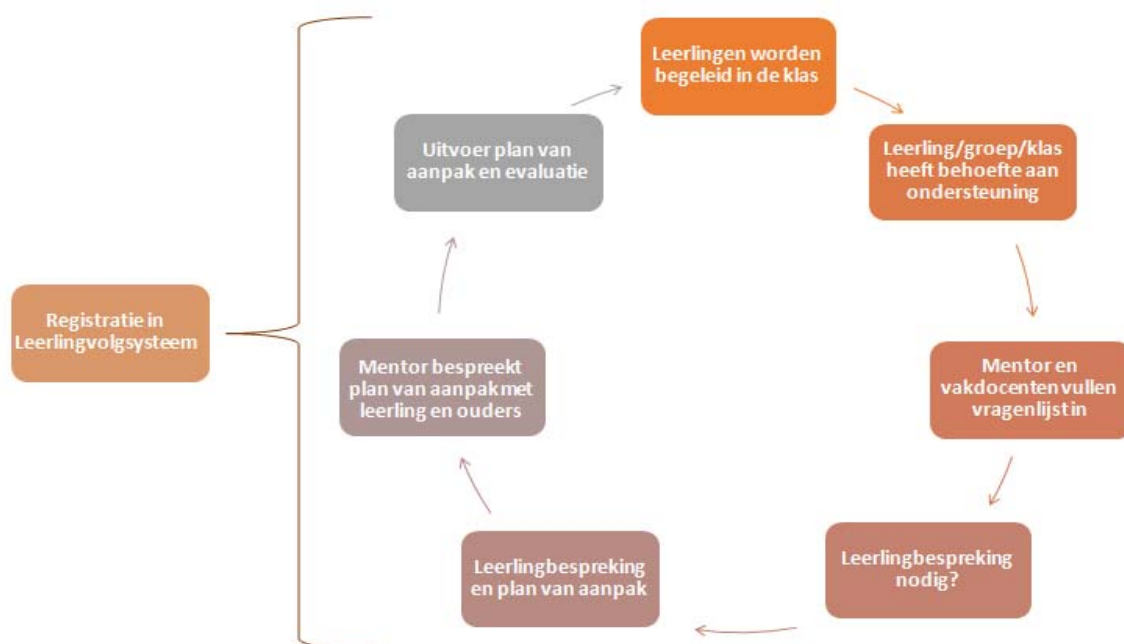 Leerlingen worden
begeleid in de klas
Leerling/groep/klas
heeft behoefte aan
ondersteuning
Mentor en
vakdocenten vullen
vragenlijst in
Leerlingbespreking
nodig?
Leerlingbespreking
en plan van aanpak
Mentor bespreekt
plan van aanpak met
leerling en ouders
Uitvoer plan van
aanpak en evaluatie
Registratie in
Leerlingvolgsysteem